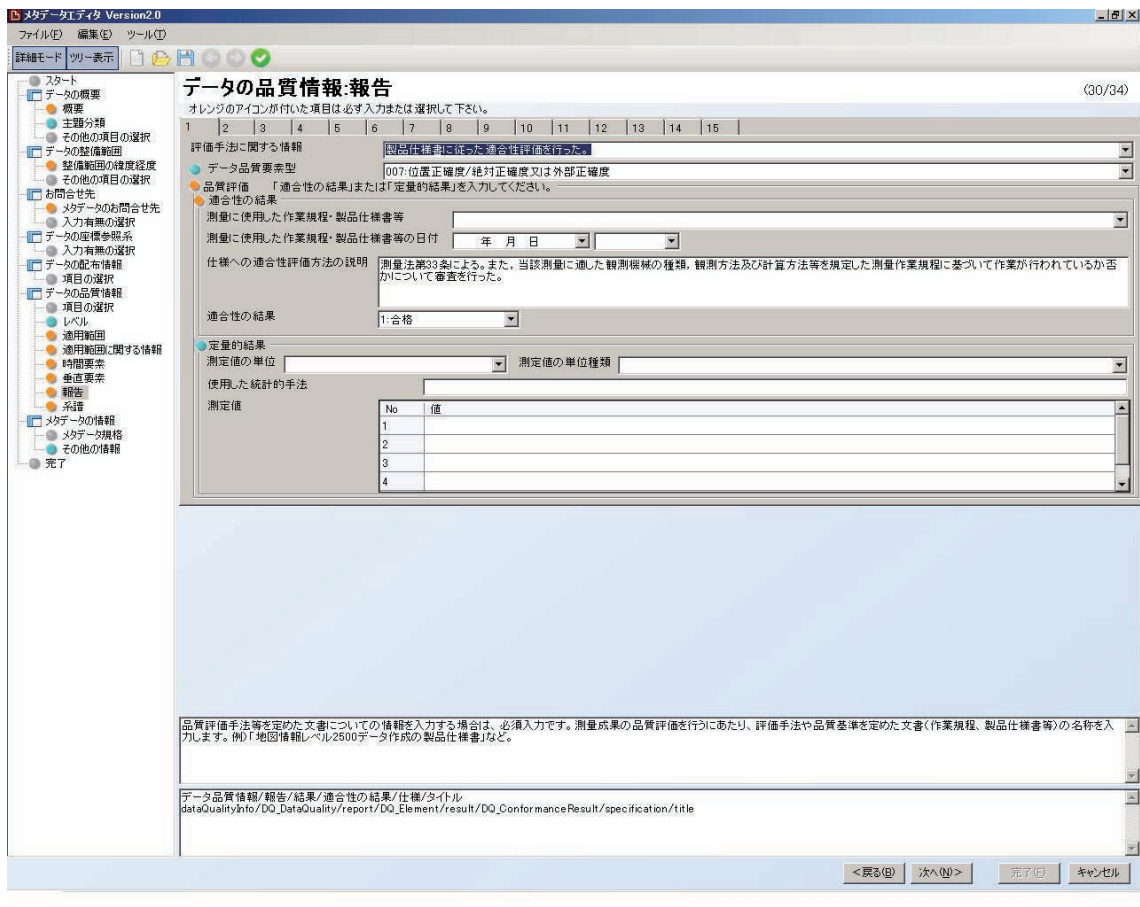 メタデータエディタ Version2.0
ファイル(F) 編集(E) ツール(T)
詳細モード ツリー表示
スタート
データの概要
概要
主題分類
その他の項目の選択
データの整備範囲
整備範囲の緯度経度
その他の項目の選択
お問合せ先
メタデータのお問合せ先
入力有無の選択
データの座標参照系
入力有無の選択
データの配布情報
項目の選択
データの品質情報
項目の選択
レベル
適用範囲
適用範囲に関する情報
時間要素
垂直要素
報告
系譜
メタデータの情報
メタデータ規格
その他の情報
完了
データの品質情報:報告 (30/34)
オレンジのアイコンが付いた項目は必ず入力または選択して下さい。
1 2 3 4 5 6 7 8 9 10 11 12 13 14 15
評価手法に関する情報 製品仕様書に従った適合性評価を行った。
データ品質要素型 007:位置正確度/絶対正確度又は外部正確度
品質評価 「適合性の結果」または「定量的結果」を入力してください。
適合性の結果
測量に使用した作業規程・製品仕様書等
測量に使用した作業規程・製品仕様書等の日付 年 月 日
仕様への適合性評価方法の説明 測量法第33条による。また，当該測量に適した観測機械の種類，観測方法及び計算方法等を規定した測量作業規程に基づいて作業が行われているか否
かについて審査を行った。
適合性の結果 1:合格
定量的結果
測定値の単位 測定値の単位種類
使用した統計的手法
測定値 No 値
1
2
3
4
品質評価手法等を定めた文書についての情報を入力する場合は、必須入力です。測量成果の品質評価を行うにあたり、評価手法や品質基準を定めた文書（作業規程、製品仕様書等）の名称を入
力します。例）「地図情報レベル2500データ作成の製品仕様書」など。
データ品質情報/報告/結果/適合性の結果/仕様/タイトル
dataQualityInfo/DQ_DataQuality/report/DQ_Element/result/DQ_ConformanceResult/specification/title
<戻る(B) 次へ(N)> 完了(F) キャンセル